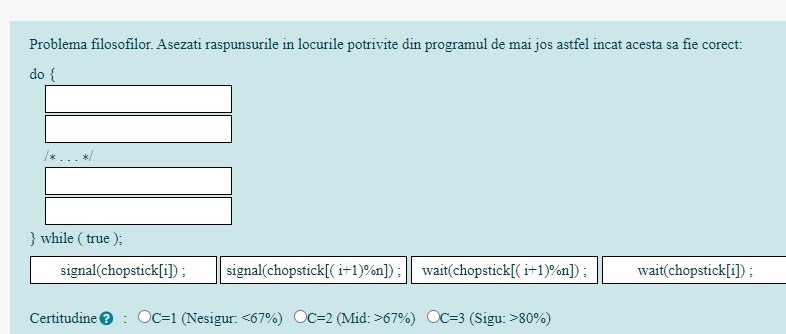 Problema filosofilor. Asezati raspunsurile in locurile potrivite din programul de mai jos astfel incat acesta sa fie corect:
do {
/* . . . */
} while ( true );
signal(chopstick[i]) ; signal(chopstick[( i+1)%n]) ; wait(chopstick[( i+1)%n]) ; wait(chopstick[i]) ;
Certitudine ? : C=1 (Nesigur: <67%) C=2 (Mid: >67%) C=3 (Sigu: >80%)